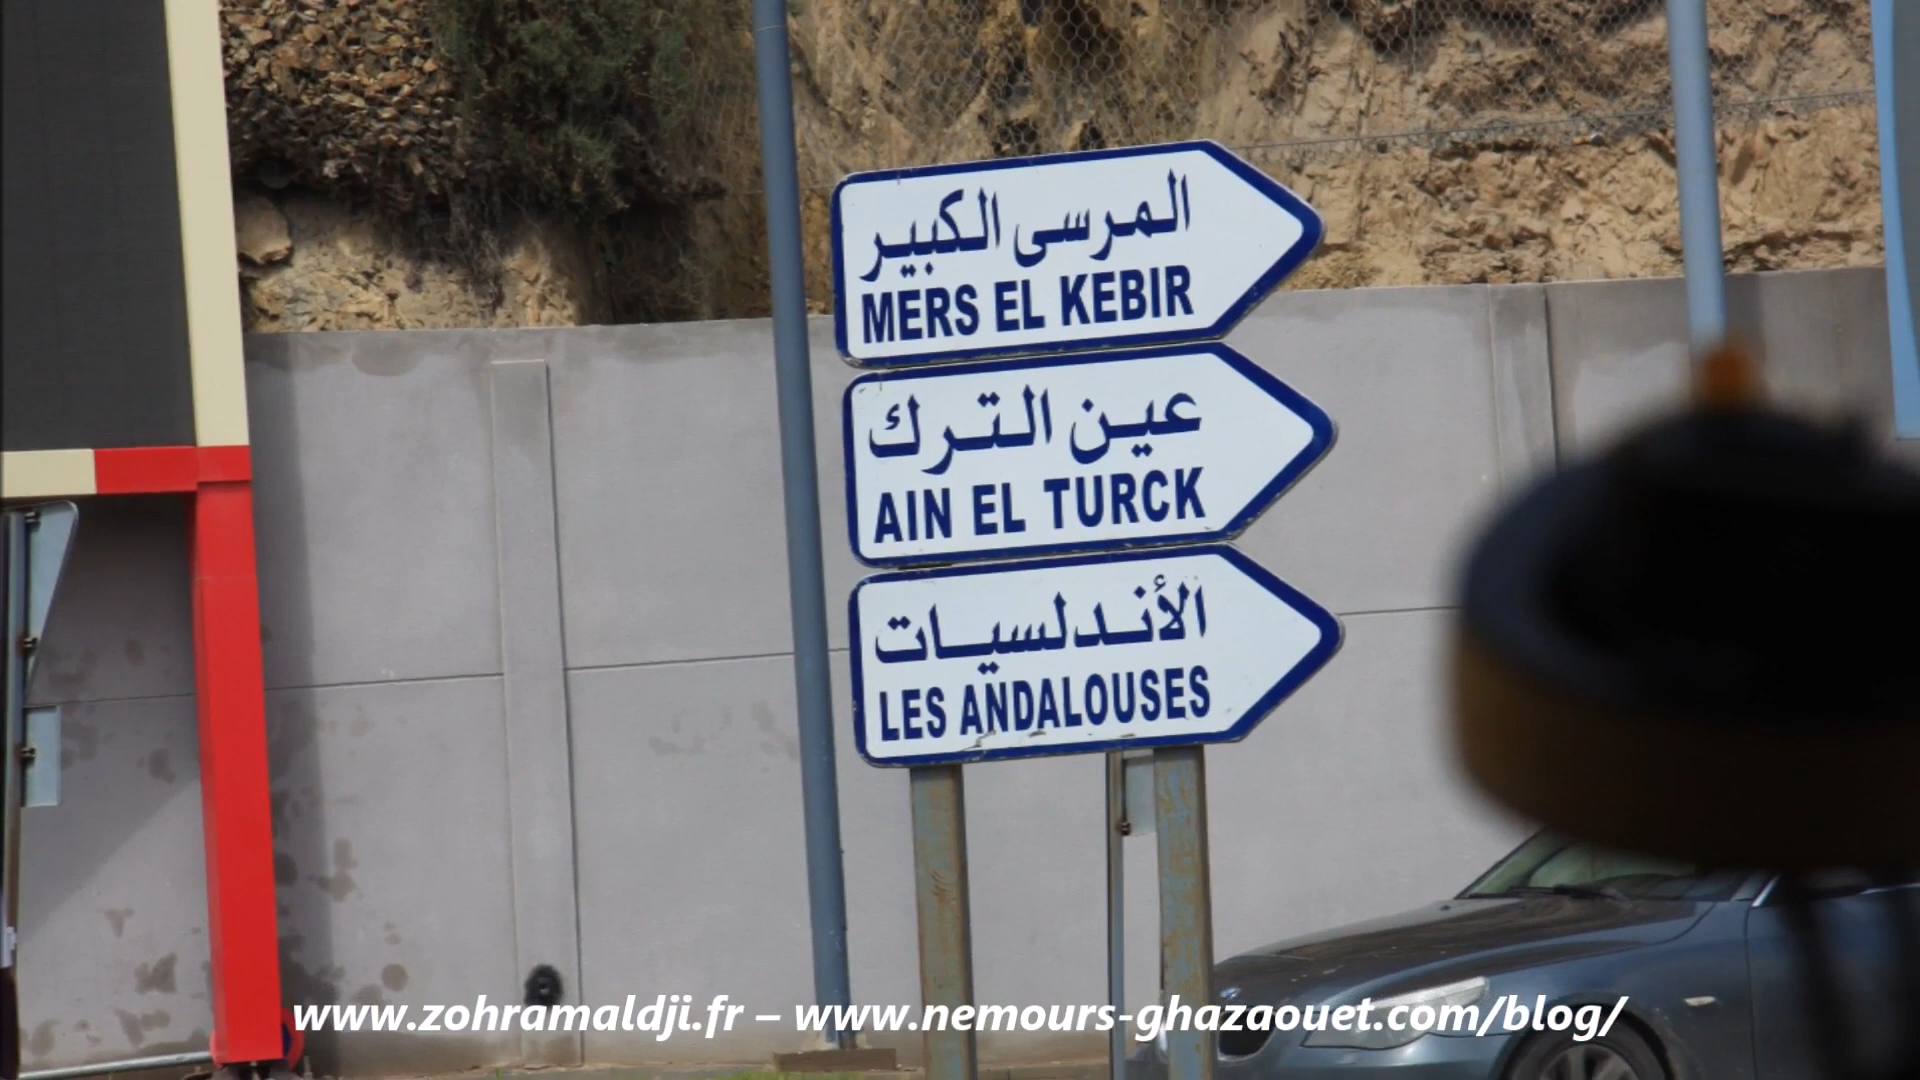 المرسى الكبير
MERS EL KEBIR
عين الترك
AIN EL TURCK
الأندلسيات
LES ANDALOUSES
www.zohramaldji.fr – www.nemours-ghazaouet.com/blog/